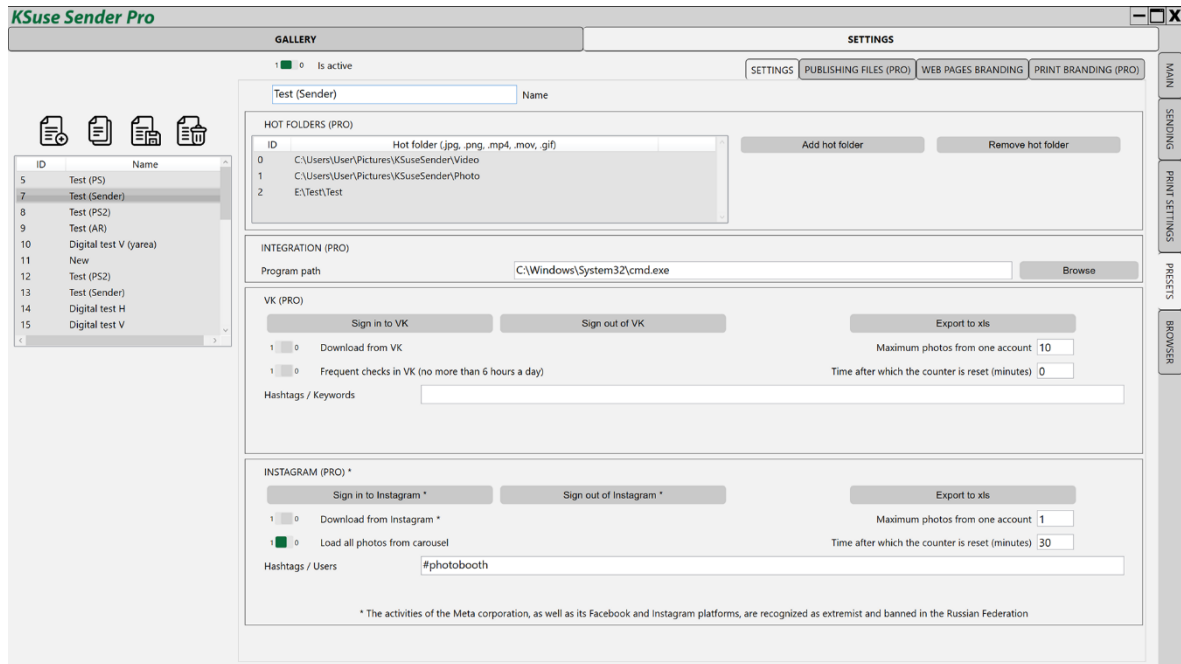 KSuse Sender Pro
GALLERY
SETTINGS
1 0 Is active
SETTINGS
PUBLISHING FILES (PRO)
WEB PAGES BRANDING
PRINT BRANDING (PRO)
MAIN
SENDING
PRINT SETTINGS
PRESETS
BROWSER
Test (Sender) Name
ID Name
5 Test (PS)
7 Test (Sender)
8 Test (PS2)
9 Test (AR)
10 Digital test V (yarea)
11 New
12 Test (PS2)
13 Test (Sender)
14 Digital test H
15 Digital test V
HOT FOLDERS (PRO)
ID Hot folder (.jpg, .png, .mp4, .mov, .gif)
0 C:\Users\User\Pictures\KSuseSender\Video
1 C:\Users\User\Pictures\KSuseSender\Photo
2 E:\Test\Test
Add hot folder
Remove hot folder
INTEGRATION (PRO)
Program path C:\Windows\System32\cmd.exe Browse
VK (PRO)
Sign in to VK Sign out of VK Export to xls
1 0 Download from VK Maximum photos from one account 10
1 0 Frequent checks in VK (no more than 6 hours a day) Time after which the counter is reset (minutes) 0
Hashtags / Keywords
INSTAGRAM (PRO) *
Sign in to Instagram * Sign out of Instagram * Export to xls
1 0 Download from Instagram * Maximum photos from one account 1
1 0 Load all photos from carousel Time after which the counter is reset (minutes) 30
Hashtags / Users #photobooth
* The activities of the Meta corporation, as well as its Facebook and Instagram platforms, are recognized as extremist and banned in the Russian Federation